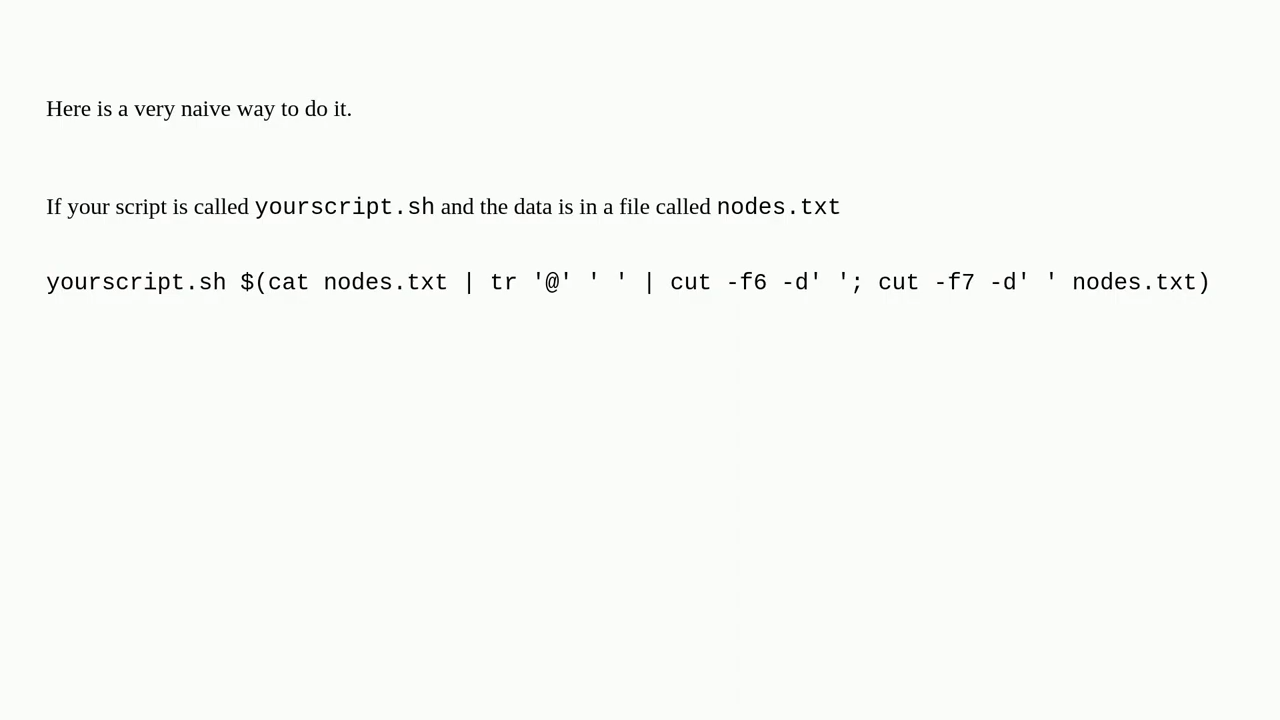 Here is a very naive way to do it.
If your script is called yourscript.sh and the data is in a file called nodes.txt
yourscript.sh $(cat nodes.txt | tr '@' ' ' | cut -f6 -d' '; cut -f7 -d' ' nodes.txt)